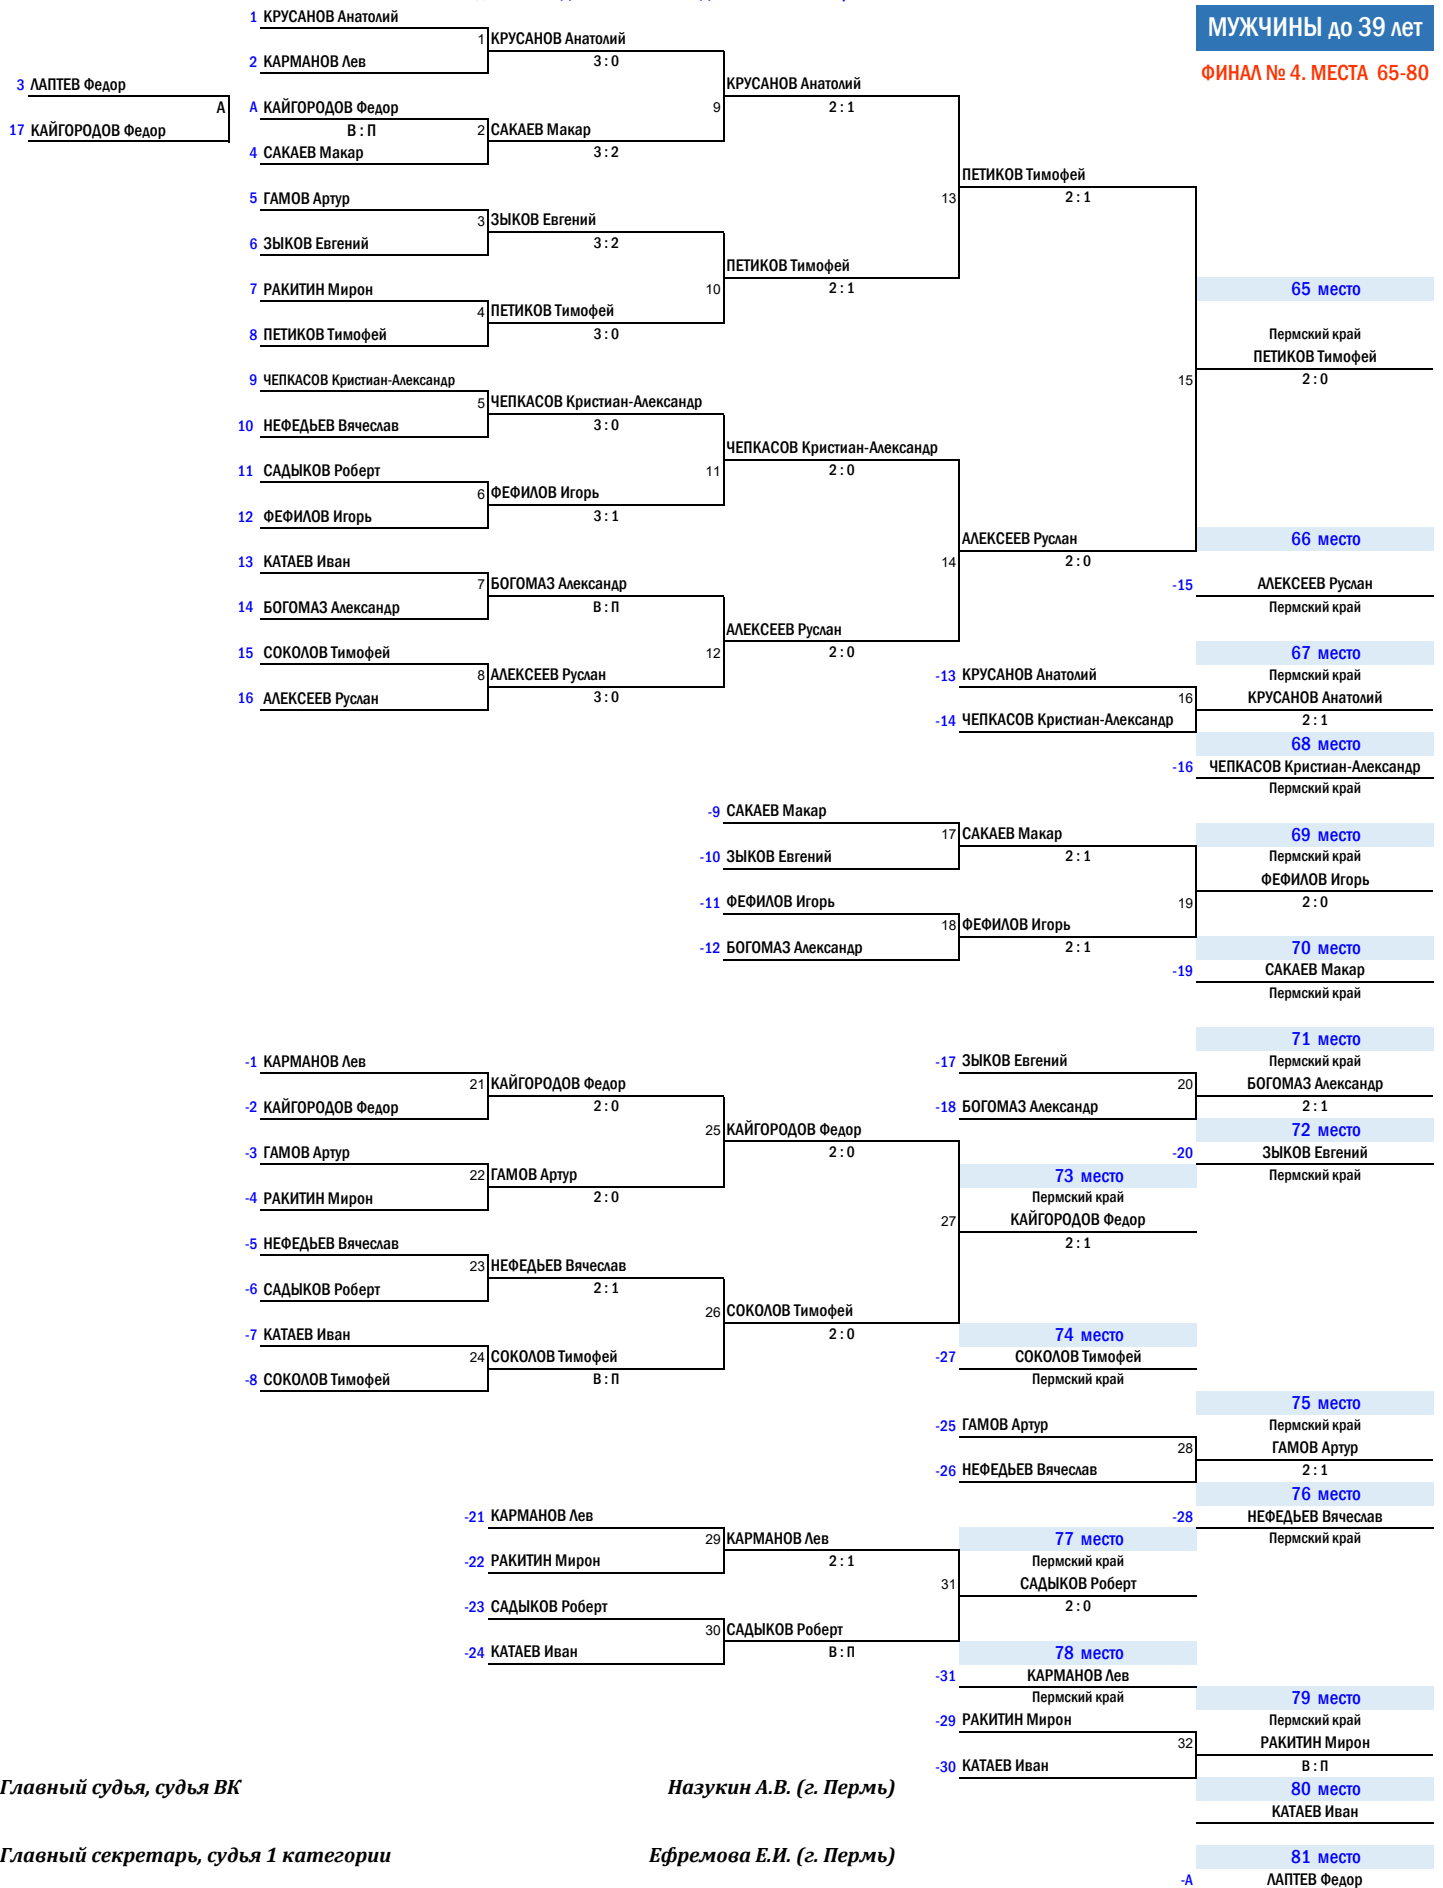 1 КРУСАНОВ Анатолий
МУЖЧИНЫ до 39 лет
1 КРУСАНОВ Анатолий
2 КАРМАНОВ Лев
3 : 0
ФИНАЛ № 4. МЕСТА 65-80
3 ЛАПТЕВ Федор
КРУСАНОВ Анатолий
А
А КАЙГОРОДОВ Федор
9
2 : 1
17 КАЙГОРОДОВ Федор
В : П
2 САКАЕВ Макар
4 САКАЕВ Макар
3 : 2
ПЕТИКОВ Тимофей
5 ГАМОВ Артур
13
2 : 1
3 ЗЫКОВ Евгений
6 ЗЫКОВ Евгений
3 : 2
ПЕТИКОВ Тимофей
7 РАКИТИН Мирон
10
2 : 1
65 место
4 ПЕТИКОВ Тимофей
8 ПЕТИКОВ Тимофей
3 : 0
Пермский край
ПЕТИКОВ Тимофей
9 ЧЕПКАСОВ Кристиан-Александр
15
2 : 0
5 ЧЕПКАСОВ Кристиан-Александр
10 НЕФЕДЬЕВ Вячеслав
3 : 0
ЧЕПКАСОВ Кристиан-Александр
11 САДЫКОВ Роберт
11
2 : 0
6 ФЕФИЛОВ Игорь
12 ФЕФИЛОВ Игорь
3 : 1
АЛЕКСЕЕВ Руслан
66 место
13 КАТАЕВ Иван
14
2 : 0
7 БОГОМАЗ Александр
-15 АЛЕКСЕЕВ Руслан
14 БОГОМАЗ Александр
В : П
Пермский край
АЛЕКСЕЕВ Руслан
15 СОКОЛОВ Тимофей
12
2 : 0
67 место
8 АЛЕКСЕЕВ Руслан
-13 КРУСАНОВ Анатолий
Пермский край
16 АЛЕКСЕЕВ Руслан
3 : 0
16 КРУСАНОВ Анатолий
-14 ЧЕПКАСОВ Кристиан-Александр
2 : 1
68 место
-16 ЧЕПКАСОВ Кристиан-Александр
Пермский край
-9 САКАЕВ Макар
17 САКАЕВ Макар
69 место
-10 ЗЫКОВ Евгений
2 : 1
Пермский край
ФЕФИЛОВ Игорь
-11 ФЕФИЛОВ Игорь
19
2 : 0
18 ФЕФИЛОВ Игорь
-12 БОГОМАЗ Александр
2 : 1
70 место
-19 САКАЕВ Макар
Пермский край
71 место
-1 КАРМАНОВ Лев
-17 ЗЫКОВ Евгений
Пермский край
21 КАЙГОРОДОВ Федор
20 БОГОМАЗ Александр
-2 КАЙГОРОДОВ Федор
2 : 0
-18 БОГОМАЗ Александр
2 : 1
25 КАЙГОРОДОВ Федор
72 место
-3 ГАМОВ Артур
2 : 0
-20 ЗЫКОВ Евгений
22 ГАМОВ Артур
73 место
Пермский край
-4 РАКИТИН Мирон
2 : 0
Пермский край
27 КАЙГОРОДОВ Федор
-5 НЕФЕДЬЕВ Вячеслав
2 : 1
23 НЕФЕДЬЕВ Вячеслав
-6 САДЫКОВ Роберт
2 : 1
26 СОКОЛОВ Тимофей
-7 КАТАЕВ Иван
2 : 0
74 место
24 СОКОЛОВ Тимофей
-27 СОКОЛОВ Тимофей
-8 СОКОЛОВ Тимофей
В : П
Пермский край
75 место
-25 ГАМОВ Артур
Пермский край
28 ГАМОВ Артур
-26 НЕФЕДЬЕВ Вячеслав
2 : 1
76 место
-21 КАРМАНОВ Лев
-28 НЕФЕДЬЕВ Вячеслав
29 КАРМАНОВ Лев
77 место
Пермский край
-22 РАКИТИН Мирон
2 : 1
Пермский край
31 САДЫКОВ Роберт
-23 САДЫКОВ Роберт
2 : 0
30 САДЫКОВ Роберт
-24 КАТАЕВ Иван
В : П
78 место
-31 КАРМАНОВ Лев
Пермский край
79 место
-29 РАКИТИН Мирон
Пермский край
32 РАКИТИН Мирон
-30 КАТАЕВ Иван
В : П
Главный судья, судья ВК
Назукин А.В. (г. Пермь)
80 место
КАТАЕВ Иван
Главный секретарь, судья 1 категории
Ефремова Е.И. (г. Пермь)
81 место
-А ЛАПТЕВ Федор